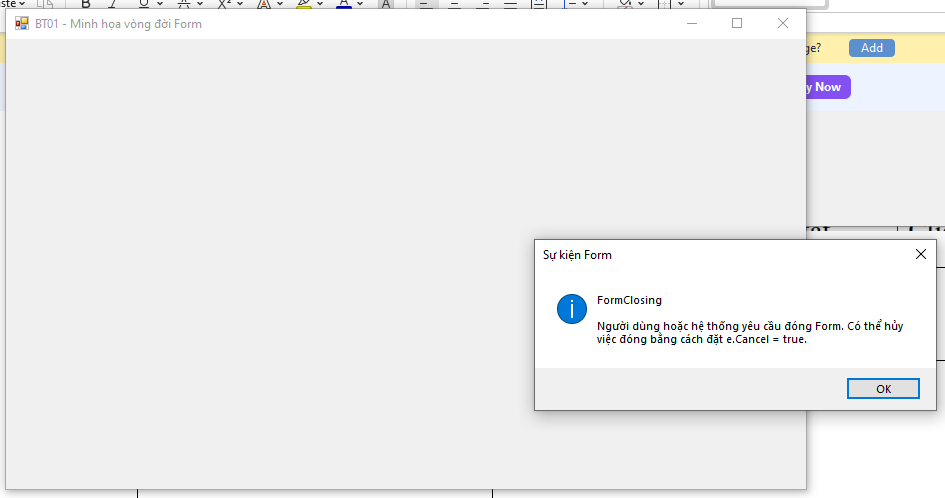 BT01 - Minh họa vòng đời Form
ge?
Add
y Now
Sự kiện Form
FormClosing
Người dùng hoặc hệ thống yêu cầu đóng Form. Có thể hủy
việc đóng bằng cách đặt e.Cancel = true.
OK